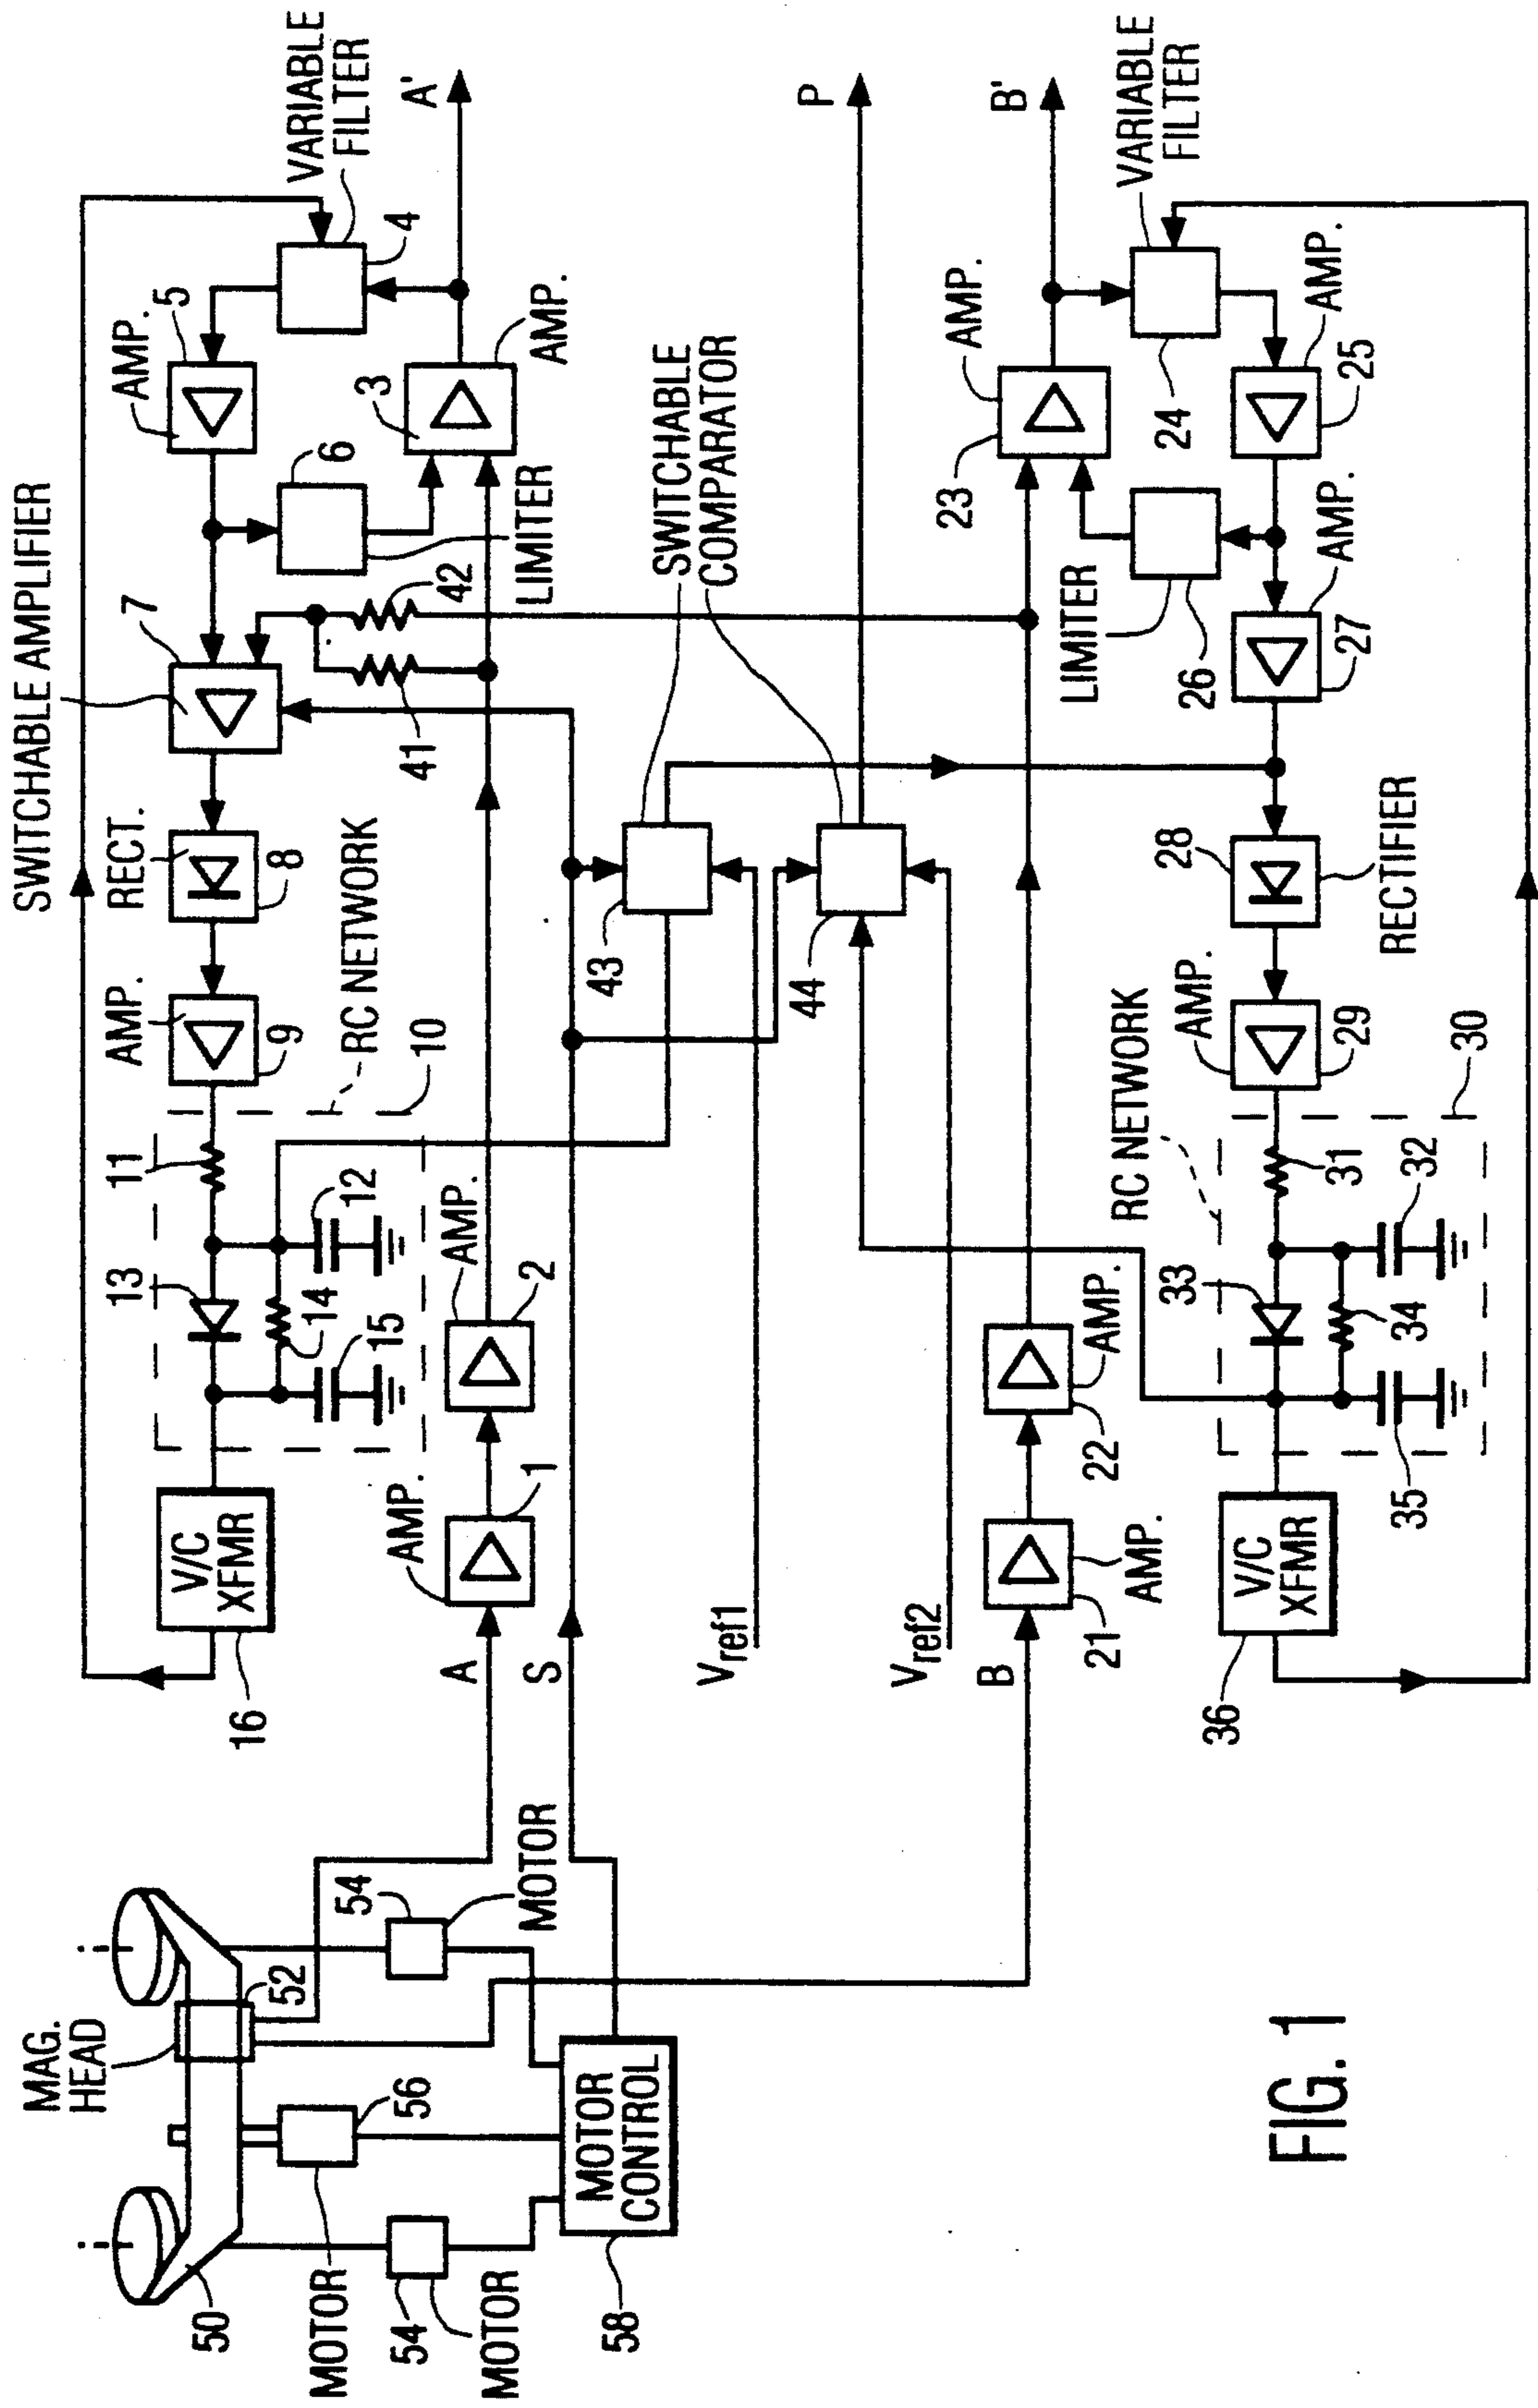 SWITCHABLE AMPLIFIER
VARIABLE
FILTER
AMP.
5
4
A'
7
6
3
AMP.
LIMITER
42
41
RECT.
8
AMP.
9
RC NETWORK
10
11
12
13
14
15
V/C
XFMR
16
AMP.
2
AMP.
1
A
S
SWITCHABLE
COMPARATOR
43
44
P
Vref1
Vref2
B
B'
VARIABLE
FILTER
AMP.
23
24
AMP.
25
LIMITER
26
AMP.
27
28
RECTIFIER
AMP.
29
RC NETWORK
30
31
32
33
34
35
AMP.
22
AMP.
21
V/C
XFMR
36
MAG.
HEAD
52
54
MOTOR
56
MOTOR
50
54
MOTOR
MOTOR
CONTROL
58
FIG. 1